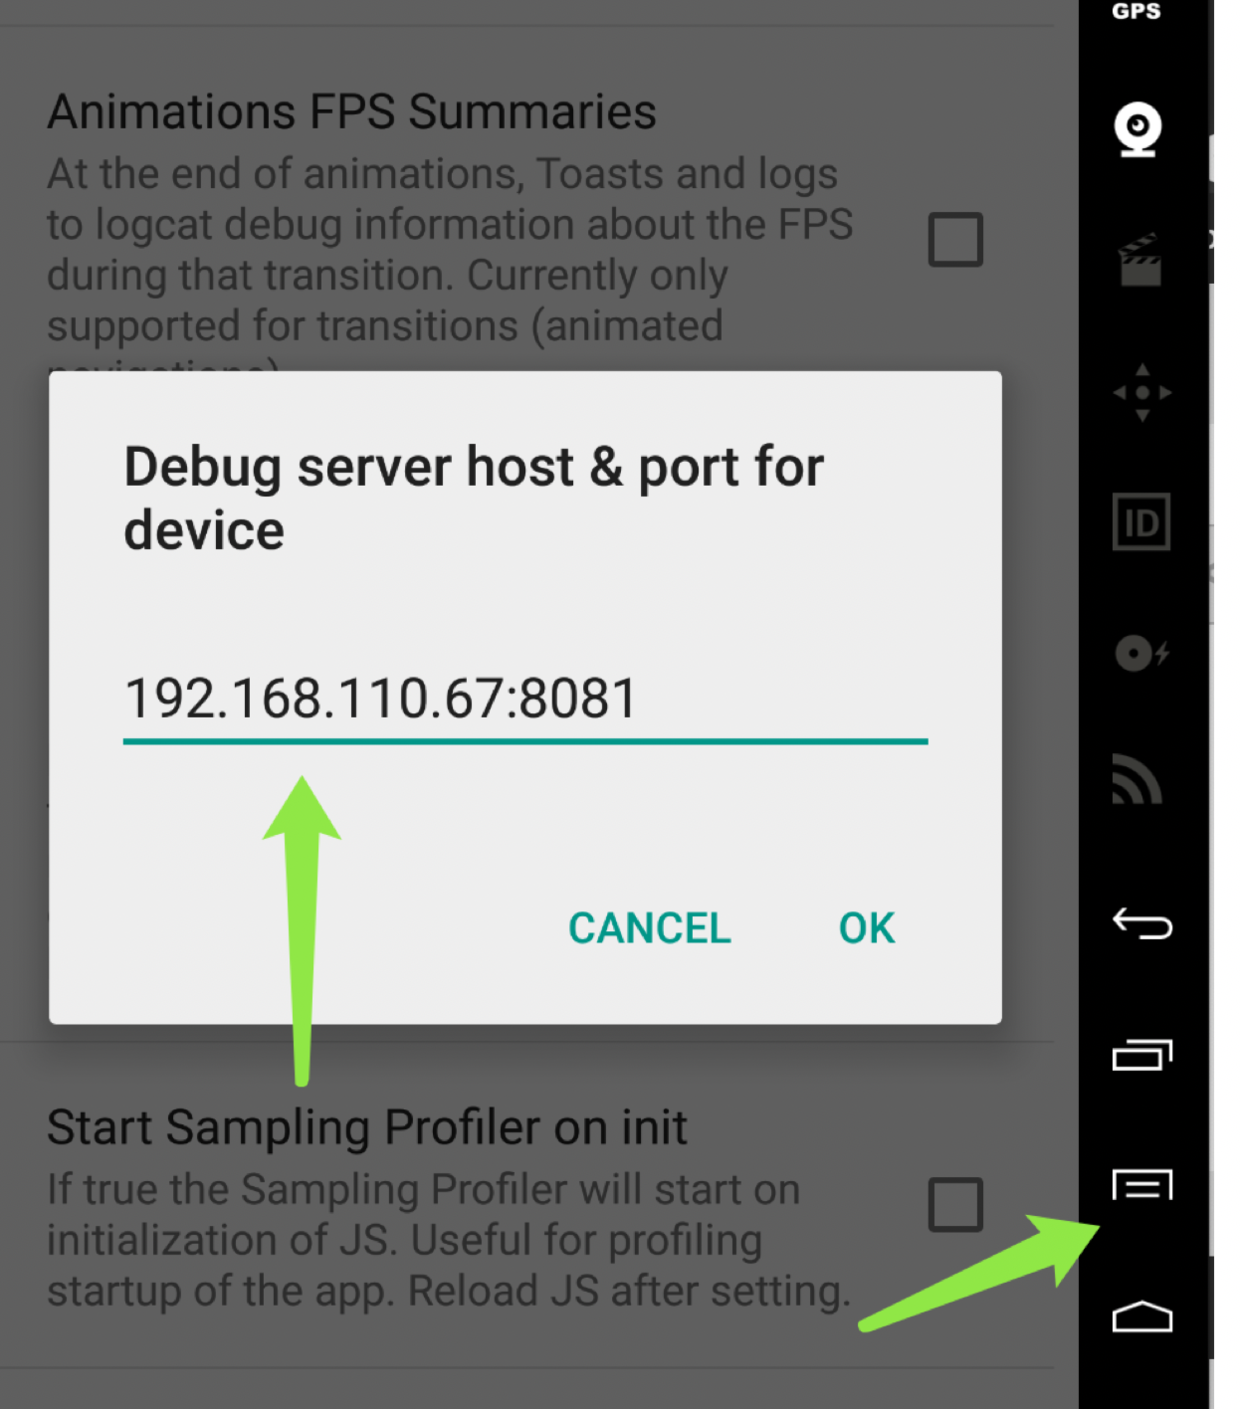 GPS
Animations FPS Summaries
At the end of animations, Toasts and logs
to logcat debug information about the FPS
during that transition. Currently only
supported for transitions (animated
Debug server host & port for
device
192.168.110.67:8081
CANCEL OK
ID
Start Sampling Profiler on init
If true the Sampling Profiler will start on
initialization of JS. Useful for profiling
startup of the app. Reload JS after setting.